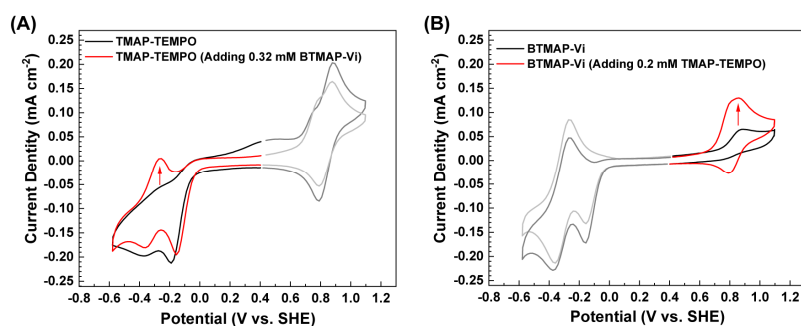 (A)
TMAP-TEMPO
TMAP-TEMPO (Adding 0.32 mM BTMAP-Vi)
0.25
0.20
0.15
0.10
0.05
0.00
-0.05
-0.10
-0.15
-0.20
-0.25
Current Dentity (mA cm-2)
-0.8 -0.6 -0.4 -0.2 0.0 0.2 0.4 0.6 0.8 1.0 1.2
Potential (V vs. SHE)
(B)
BTMAP-Vi
BTMAP-Vi (Adding 0.2 mM TMAP-TEMPO)
0.25
0.20
0.15
0.10
0.05
0.00
-0.05
-0.10
-0.15
-0.20
-0.25
Current Dentity (mA cm-2)
-0.8 -0.6 -0.4 -0.2 0.0 0.2 0.4 0.6 0.8 1.0 1.2
Potential (V vs. SHE)